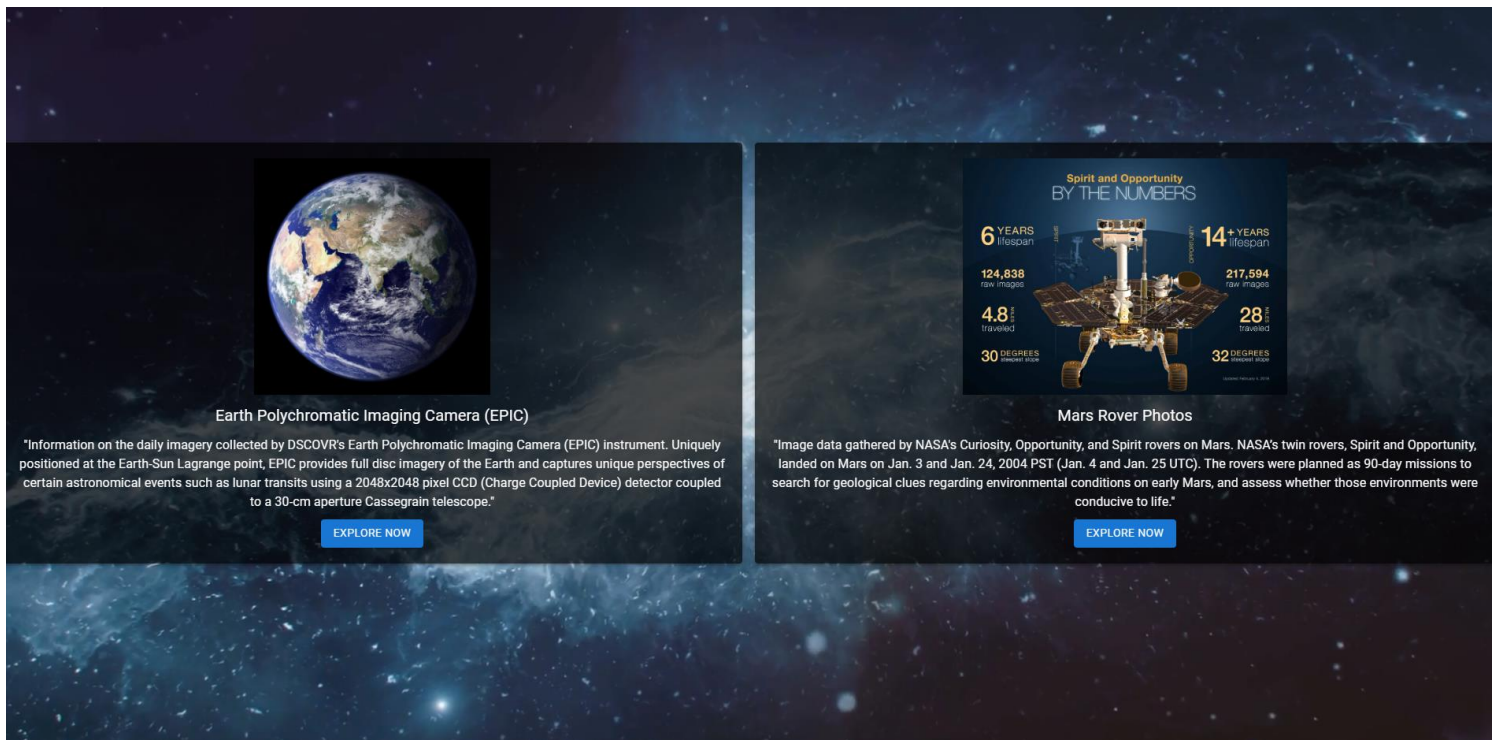 Earth Polychromatic Imaging Camera (EPIC)
"Information on the daily imagery collected by DSCOVR's Earth Polychromatic Imaging Camera (EPIC) instrument. Uniquely
positioned at the Earth-Sun Lagrange point, EPIC provides full disc imagery of the Earth and captures unique perspectives of
certain astronomical events such as lunar transits using a 2048x2048 pixel CCD (Charge Coupled Device) detector coupled
to a 30-cm aperture Cassegrain telescope."
EXPLORE NOW
Spirit and Opportunity
BY THE NUMBERS
6 YEARS
lifespan
SPIRIT
124,838
raw images
4.8 MILES
traveled
30 DEGREES
steepest slope
OPPORTUNITY
14+ YEARS
lifespan
217,594
raw images
28 MILES
traveled
32 DEGREES
steepest slope
Mars Rover Photos
"Image data gathered by NASA's Curiosity, Opportunity, and Spirit rovers on Mars. NASA's twin rovers, Spirit and Opportunity,
landed on Mars on Jan. 3 and Jan. 24, 2004 PST (Jan. 4 and Jan. 25 UTC). The rovers were planned as 90-day missions to
search for geological clues regarding environmental conditions on early Mars, and assess whether those environments were
conducive to life."
EXPLORE NOW